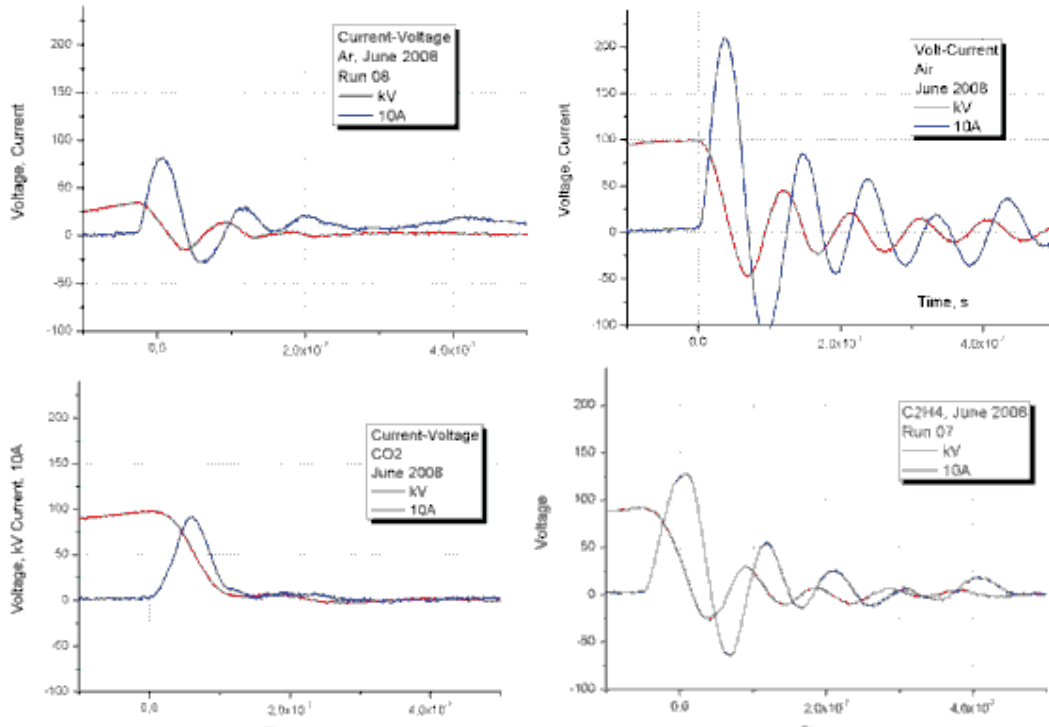 Current-Voltage
Ar, June 2008
Run 08
kV
10A
Voltage, Current
200
150
100
50
0
-50
-100
0,0
2,0x10⁻⁷
4,0x10⁻⁷
Volt-Current
Air
June 2008
kV
10A
Voltage, Current
200
150
100
50
0
-50
-100
Time, s
0,0
2,0x10⁻⁷
4,0x10⁻⁷
Current-Voltage
CO2
June 2008
kV
10A
Voltage, kV Current, 10A
200
150
100
50
0
-50
-100
0,0
2,0x10⁻⁷
4,0x10⁻⁷
C2H4, June 2008
Run 07
kV
10A
Voltage
200
150
100
50
0
-50
-100
0,0
2,0x10⁻⁷
4,0x10⁻⁷